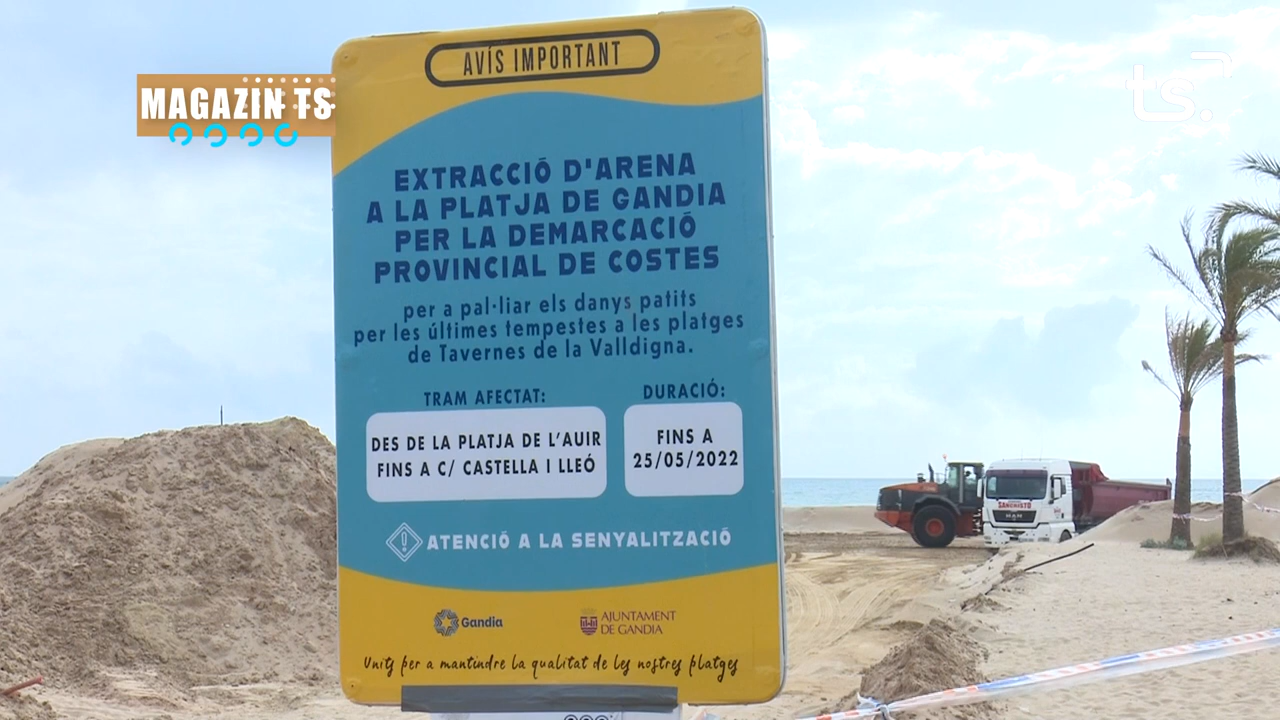 AVÍS IMPORTANT
MAGAZÍN TS
ts.
EXTRACCIÓ D'ARENA
A LA PLATJA DE GANDIA
PER LA DEMARCACIÓ
PROVINCIAL DE COSTES
per a pal·liar els danys patits
per les últimes tempestes a les platges
de Tavernes de la Valldigna.
TRAM AFECTAT:
DES DE LA PLATJA DE L'AUIR
FINS A C/ CASTELLA I LLEÓ
DURACIÓ:
FINS A
25/05/2022
ATENCIÓ A LA SENYALITZACIÓ
SANCRISTO
MAN
Gandia
AJUNTAMENT
DE GANDIA
Units per a mantindre la qualitat de les nostres platges